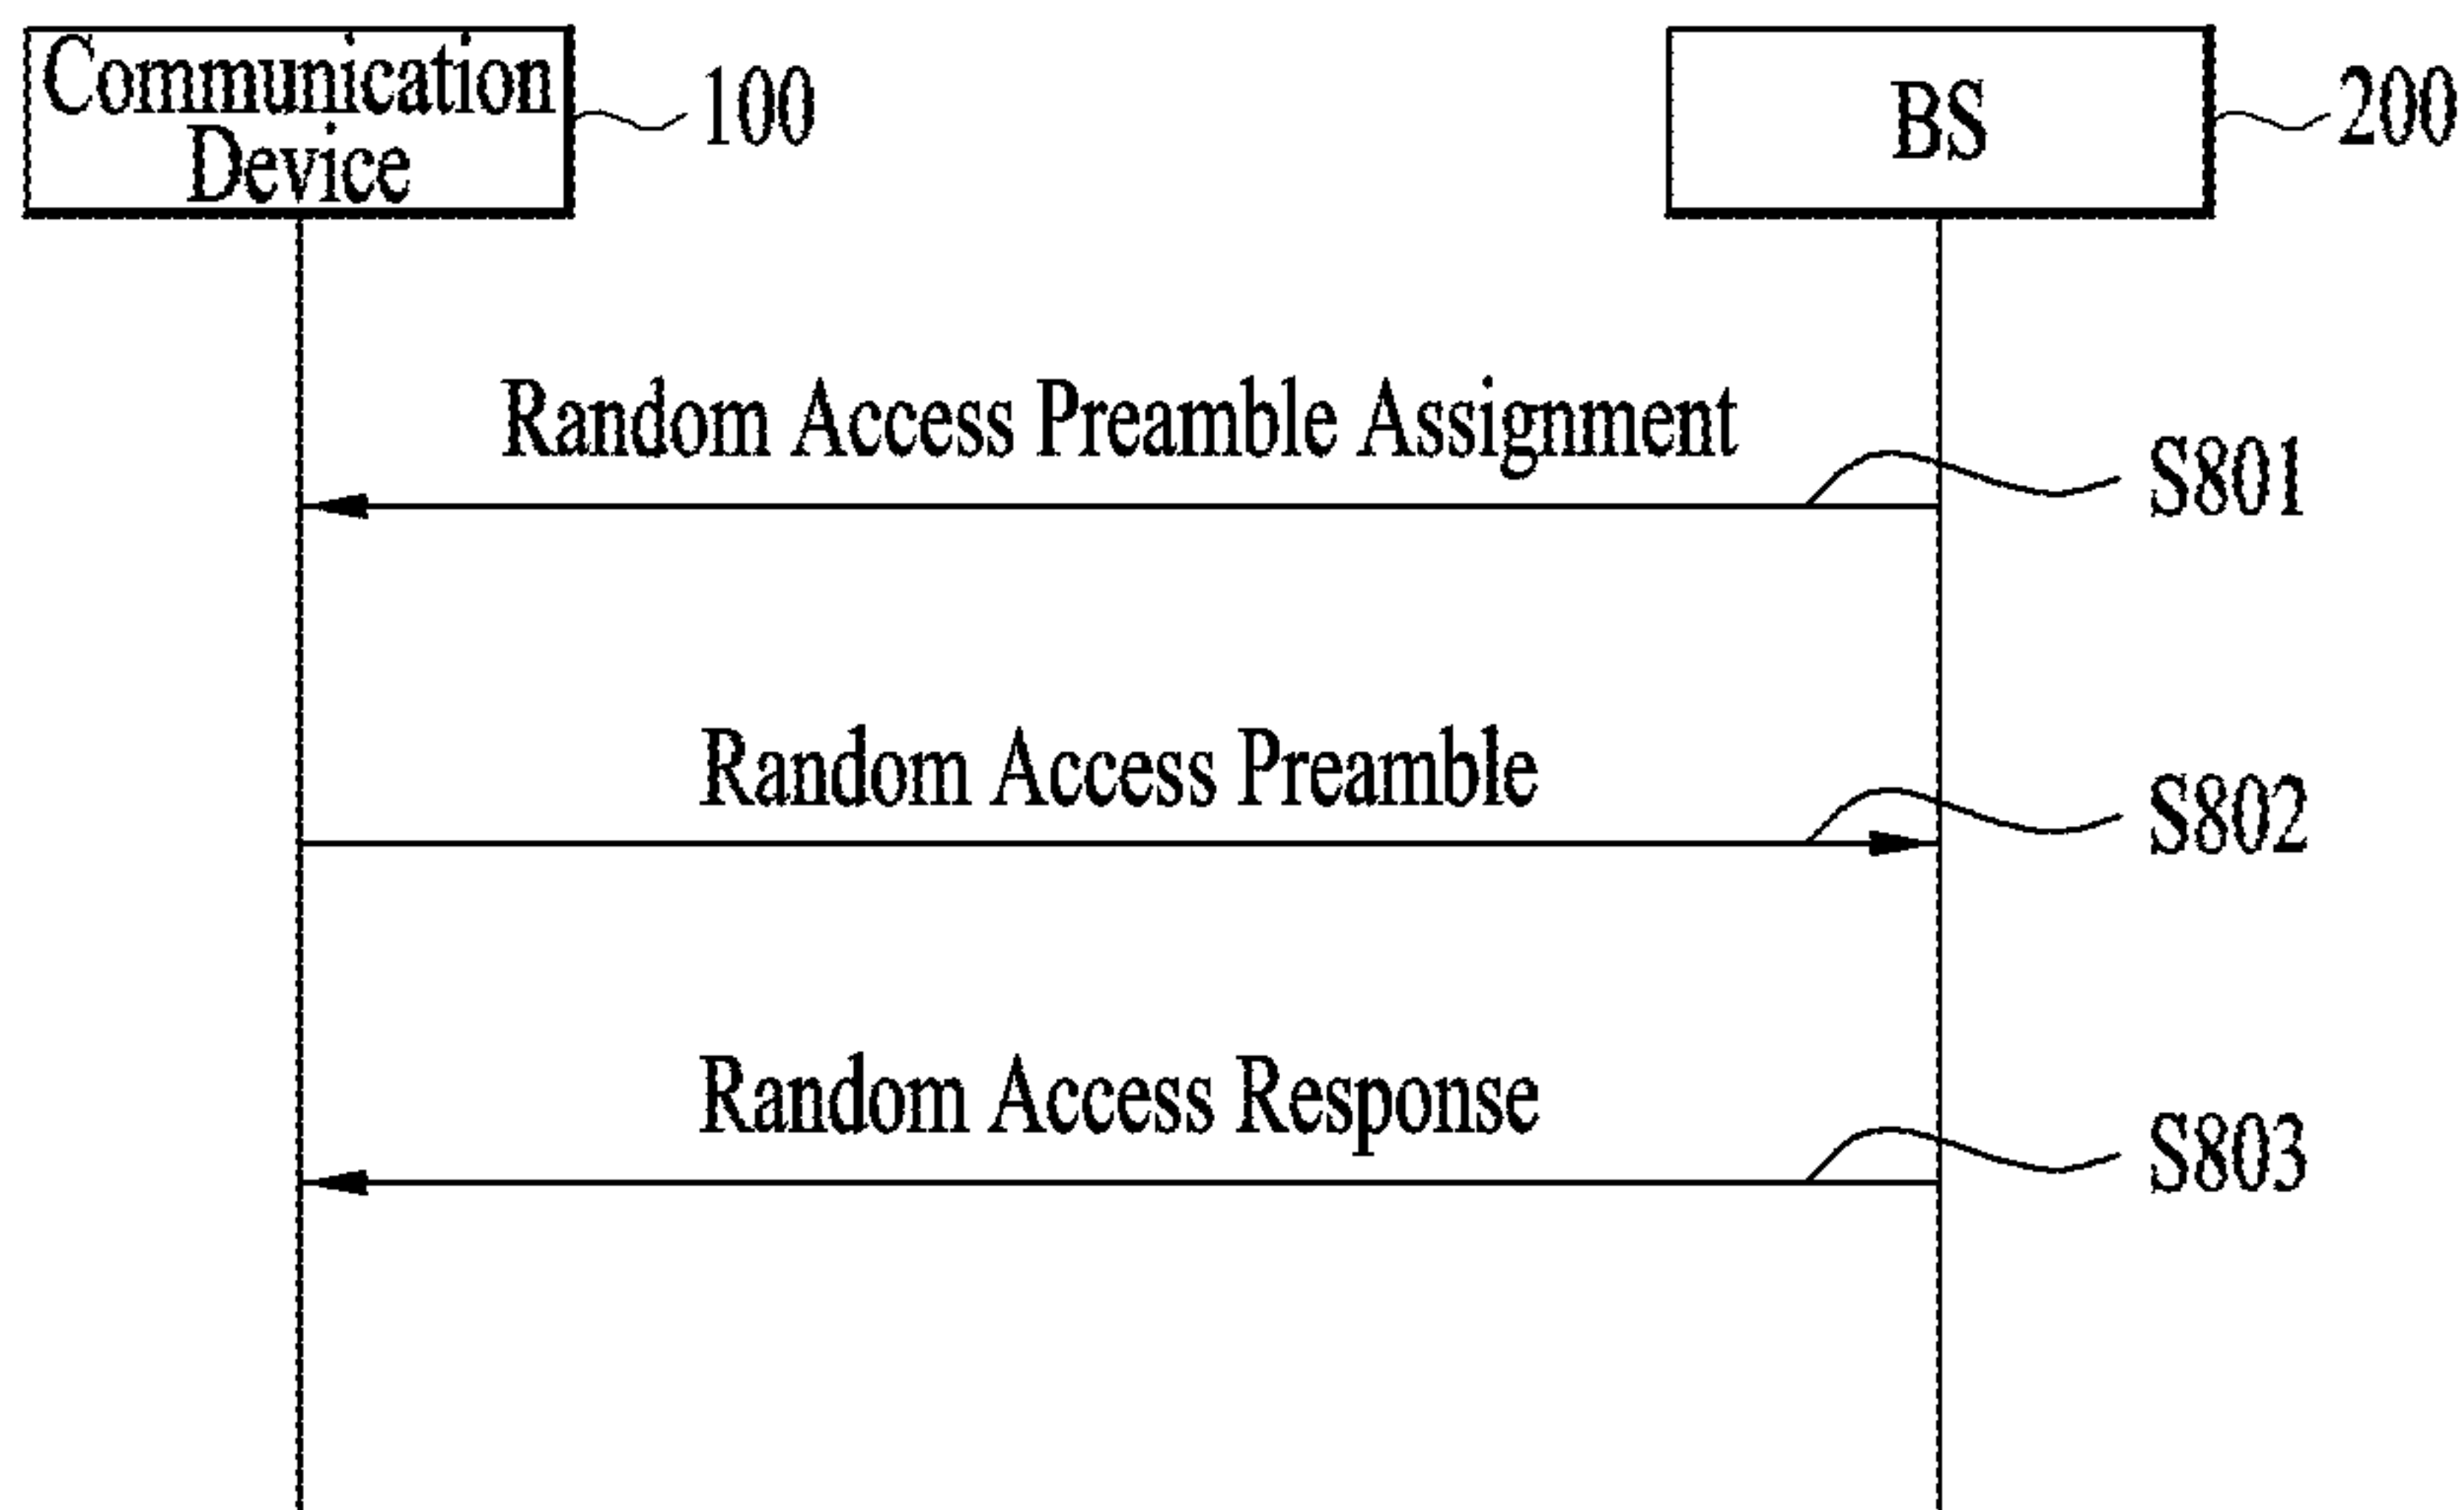 Communication
Device
100
BS
200
Random Access Preamble Assignment
S801
Random Access Preamble
S802
Random Access Response
S803